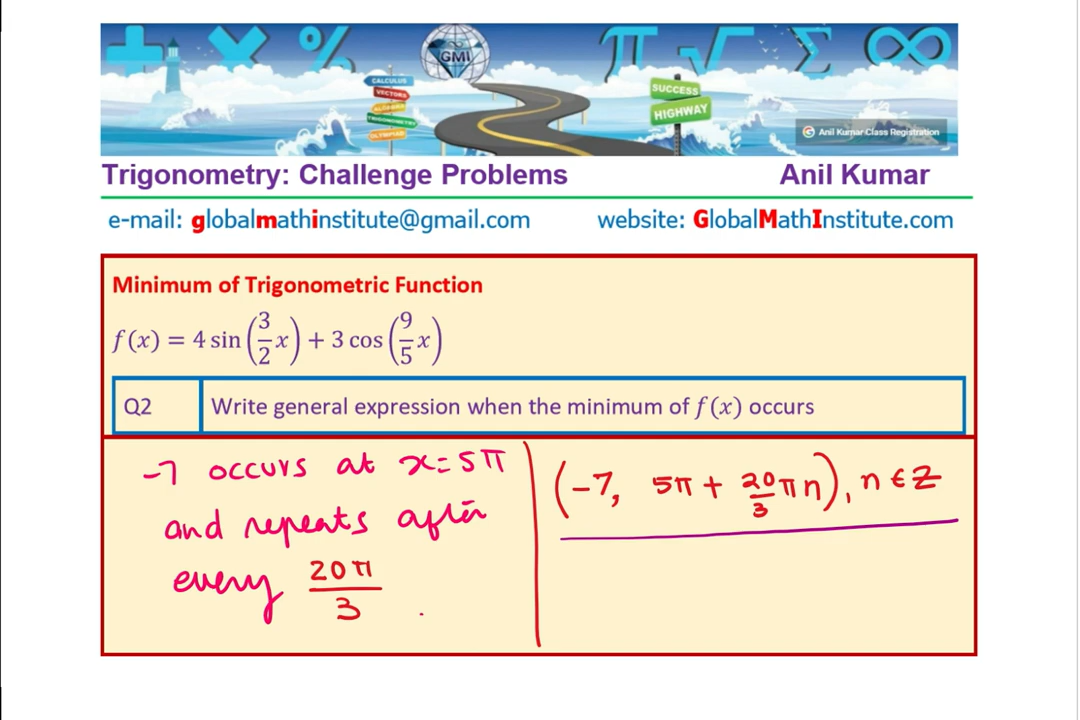 + × % GMI π √ Σ ∞
CALCULUS
VECTORS
ALGEBRA
TRIGONOMETRY
OLYMPIAD
SUCCESS
HIGHWAY
Anil Kumar Class Registration
Trigonometry: Challenge Problems Anil Kumar
e-mail: globalmathinstitute@gmail.com website: GlobalMathInstitute.com
Minimum of Trigonometric Function
f(x) = 4 sin(3/2 x) + 3 cos(9/5 x)
Q2 Write general expression when the minimum of f(x) occurs
-7 occurs at x=5π
and repeats after
every 20π/3 .
(-7, 5π + 20/3 πn), n ∈ Z